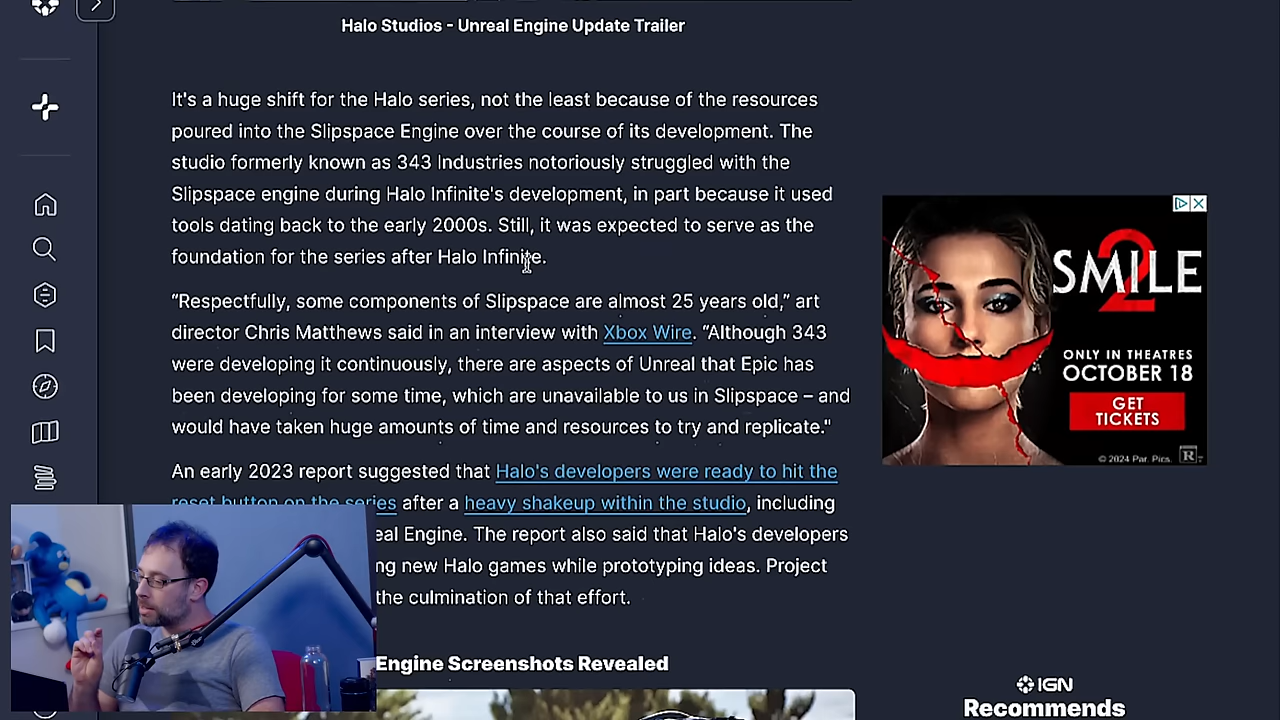 Halo Studios - Unreal Engine Update Trailer
It's a huge shift for the Halo series, not the least because of the resources
poured into the Slipspace Engine over the course of its development. The
studio formerly known as 343 Industries notoriously struggled with the
Slipspace engine during Halo Infinite's development, in part because it used
tools dating back to the early 2000s. Still, it was expected to serve as the
foundation for the series after Halo Infinite.
"Respectfully, some components of Slipspace are almost 25 years old," art
director Chris Matthews said in an interview with Xbox Wire. "Although 343
were developing it continuously, there are aspects of Unreal that Epic has
been developing for some time, which are unavailable to us in Slipspace – and
would have taken huge amounts of time and resources to try and replicate."
An early 2023 report suggested that Halo's developers were ready to hit the
reset button on the series after a heavy shakeup within the studio, including
eal Engine. The report also said that Halo's developers
ng new Halo games while prototyping ideas. Project
the culmination of that effort.
Engine Screenshots Revealed
SMILE
2
ONLY IN THEATRES
OCTOBER 18
GET
TICKETS
© 2024 Par. Pics.
R
IGN
Recommends